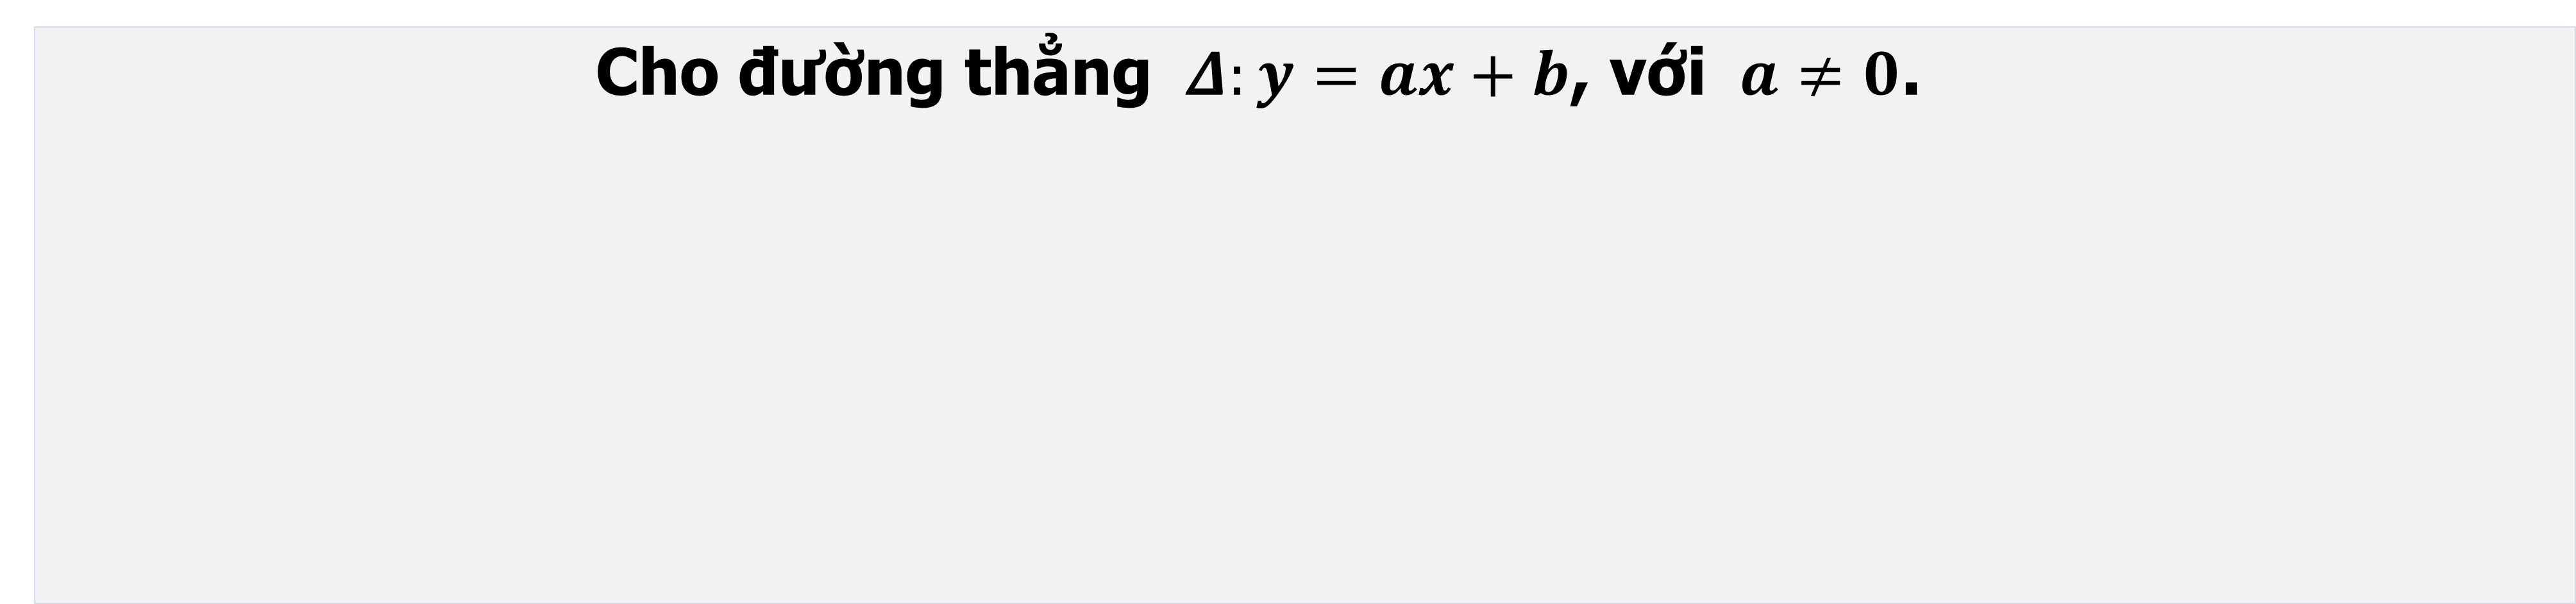 Cho đường thẳng Δ: y = ax + b, với a ≠ 0.